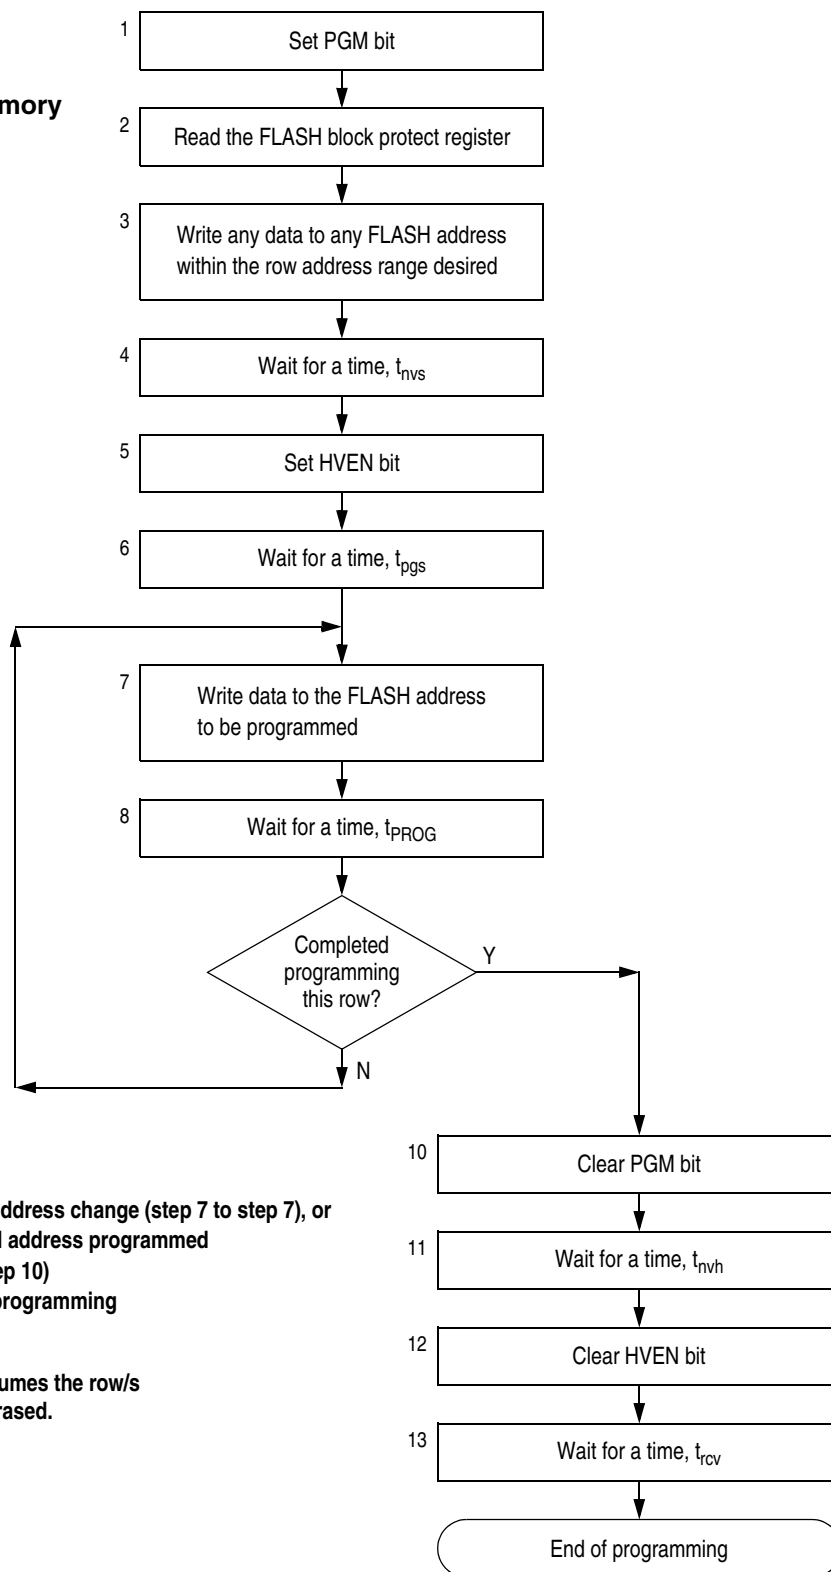 1
Set PGM bit
mory
2
Read the FLASH block protect register
3
Write any data to any FLASH address
within the row address range desired
4
Wait for a time, tnvs
5
Set HVEN bit
6
Wait for a time, tpgs
7
Write data to the FLASH address
to be programmed
8
Wait for a time, tPROG
Completed
programming
this row?
Y
N
10
Clear PGM bit
ddress change (step 7 to step 7), or
address programmed
11
Wait for a time, tnvh
ep 10)
programming
12
Clear HVEN bit
umes the row/s
rased.
13
Wait for a time, trcv
End of programming